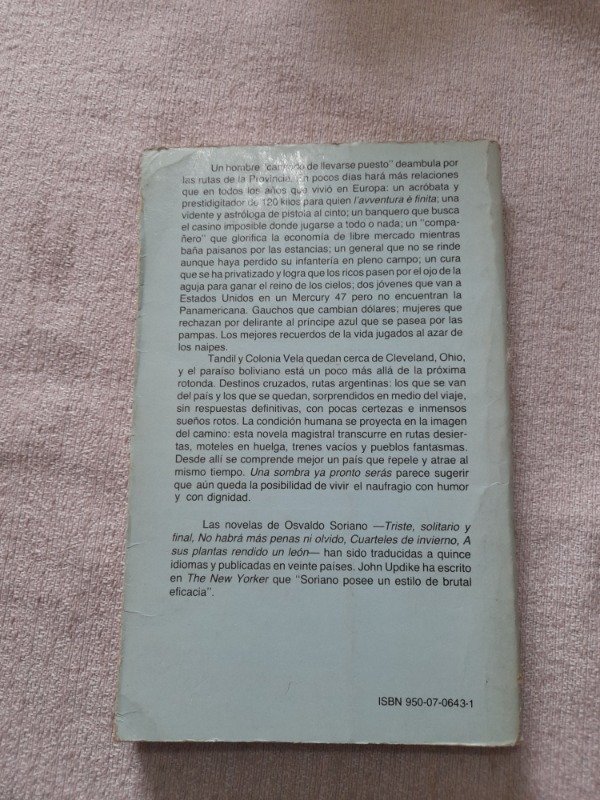 Un hombre "cansado de llevarse puesto" deambula por
las rutas de la Provincia. En pocos días hará más relaciones
que en todos los años que vivió en Europa: un acróbata y
prestidigitador de 120 kilos para quien l'avventura é finita; una
vidente y astróloga de pistola al cinto; un banquero que busca
el casino imposible donde jugarse a todo o nada; un "compa-
ñero" que glorifica la economía de libre mercado mientras
baña paisanos por las estancias; un general que no se rinde
aunque haya perdido su infantería en pleno campo; un cura
que se ha privatizado y logra que los ricos pasen por el ojo de la
aguja para ganar el reino de los cielos; dos jóvenes que van a
Estados Unidos en un Mercury 47 pero no encuentran la
Panamericana. Gauchos que cambian dólares; mujeres que
rechazan por delirante al príncipe azul que se pasea por las
pampas. Los mejores recuerdos de la vida jugados al azar de
los naipes.
Tandil y Colonia Vela quedan cerca de Cleveland, Ohio,
y el paraíso boliviano está un poco más allá de la próxima
rotonda. Destinos cruzados, rutas argentinas: los que se van
del país y los que se quedan, sorprendidos en medio del viaje,
sin respuestas definitivas, con pocas certezas e inmensos
sueños rotos. La condición humana se proyecta en la imagen
del camino: esta novela magistral transcurre en rutas desier-
tas, moteles en huelga, trenes vacíos y pueblos fantasmas.
Desde allí se comprende mejor un país que repele y atrae al
mismo tiempo. Una sombra ya pronto serás parece sugerir
que aún queda la posibilidad de vivir el naufragio con humor
y con dignidad.
Las novelas de Osvaldo Soriano —Triste, solitario y
final, No habrá más penas ni olvido, Cuarteles de invierno, A
sus plantas rendido un león— han sido traducidas a quince
idiomas y publicadas en veinte países. John Updike ha escrito
en The New Yorker que "Soriano posee un estilo de brutal
eficacia".
ISBN 950-07-0643-1